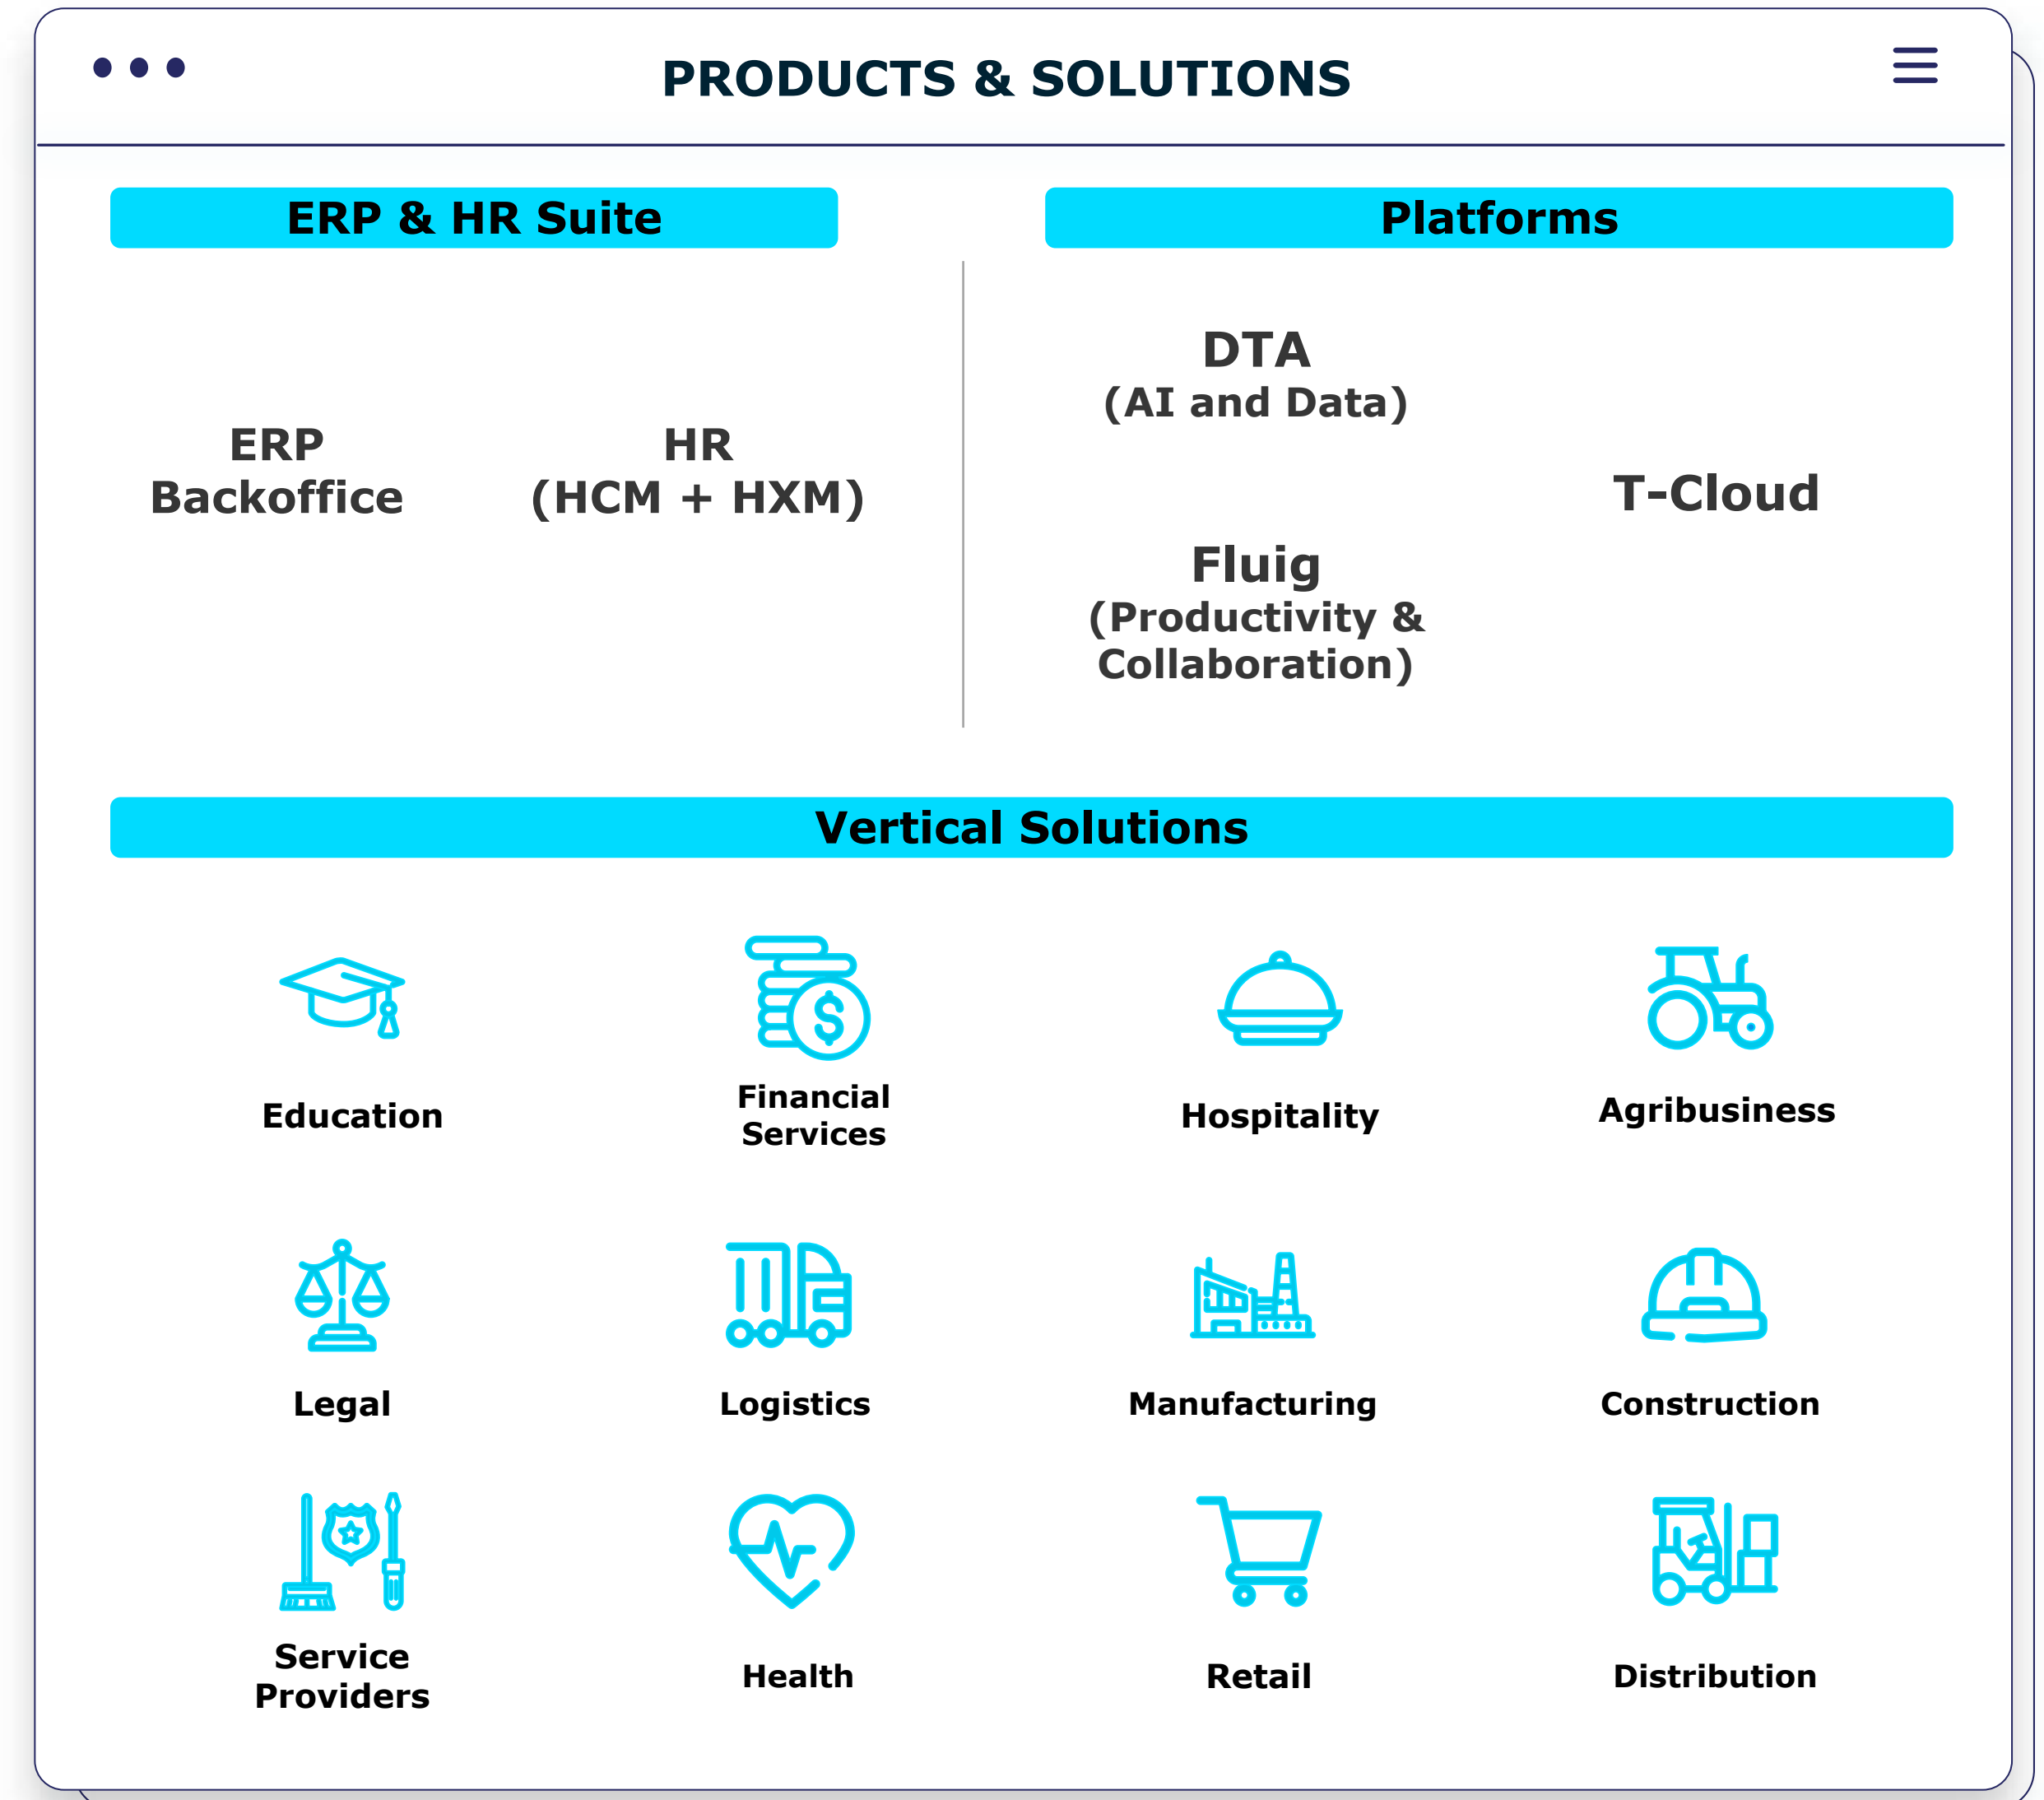 PRODUCTS & SOLUTIONS
ERP & HR Suite
ERP
Backoffice
HR
(HCM + HXM)
Platforms
DTA
(AI and Data)
Fluig
(Productivity &
Collaboration)
T-Cloud
Vertical Solutions
Education
Financial
Services
Hospitality
Agribusiness
Legal
Logistics
Manufacturing
Construction
Service
Providers
Health
Retail
Distribution